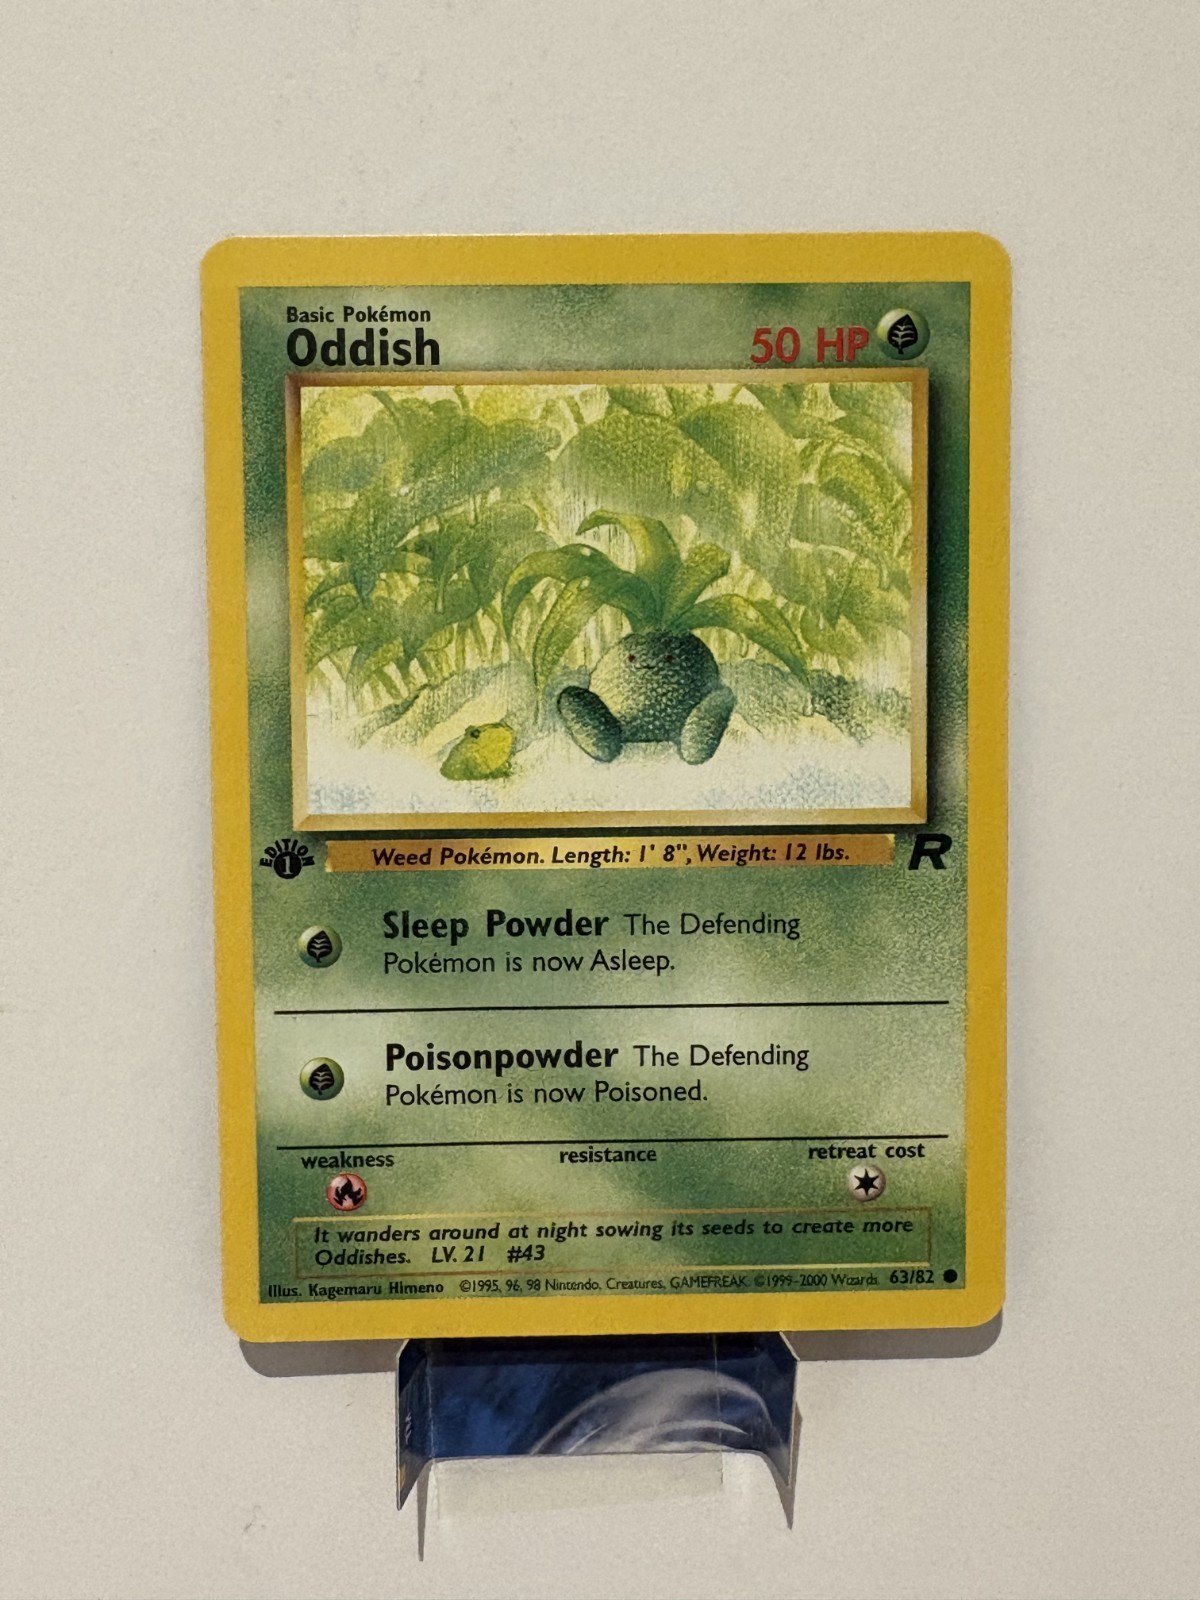 Basic Pokémon
Oddish
50 HP
EDITION
1
Weed Pokémon. Length: 1' 8", Weight: 12 lbs.
R
Sleep Powder The Defending
Pokémon is now Asleep.
Poisonpowder The Defending
Pokémon is now Poisoned.
weakness resistance retreat cost
It wanders around at night sowing its seeds to create more
Oddishes. LV. 21 #43
Illus. Kagemaru Himeno ©1995, 96, 98 Nintendo, Creatures, GAMEFREAK. ©1999-2000 Wizards 63/82